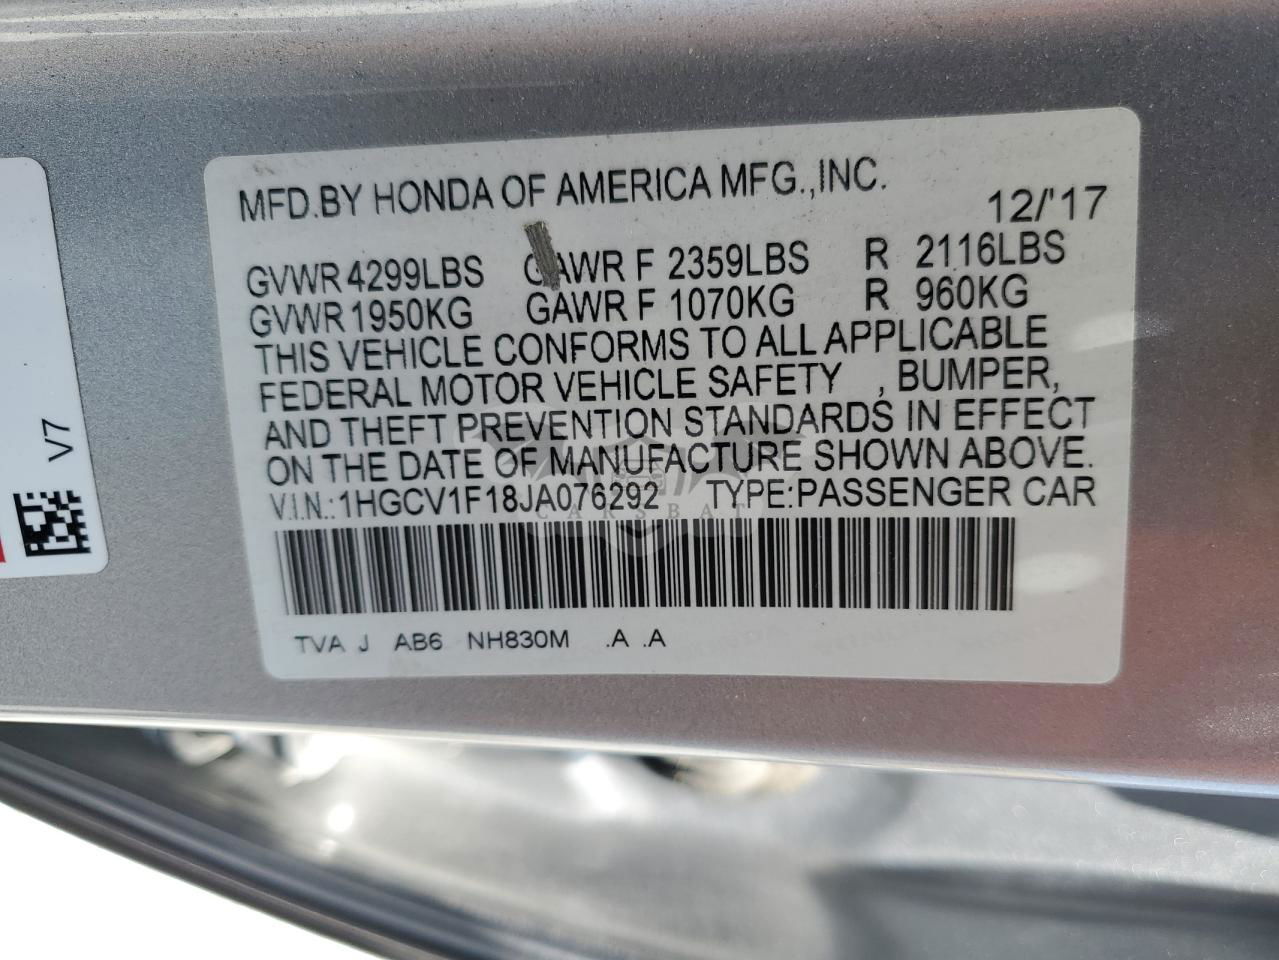 MFD.BY HONDA OF AMERICA MFG.,INC.
12/'17
GVWR 4299LBS GAWR F 2359LBS R 2116LBS
GVWR 1950KG GAWR F 1070KG R 960KG
THIS VEHICLE CONFORMS TO ALL APPLICABLE
FEDERAL MOTOR VEHICLE SAFETY , BUMPER,
AND THEFT PREVENTION STANDARDS IN EFFECT
ON THE DATE OF MANUFACTURE SHOWN ABOVE.
V.I.N.:1HGCV1F18JA076292 TYPE:PASSENGER CAR
CARSBAT
TVA J AB6 NH830M .A .A
V7